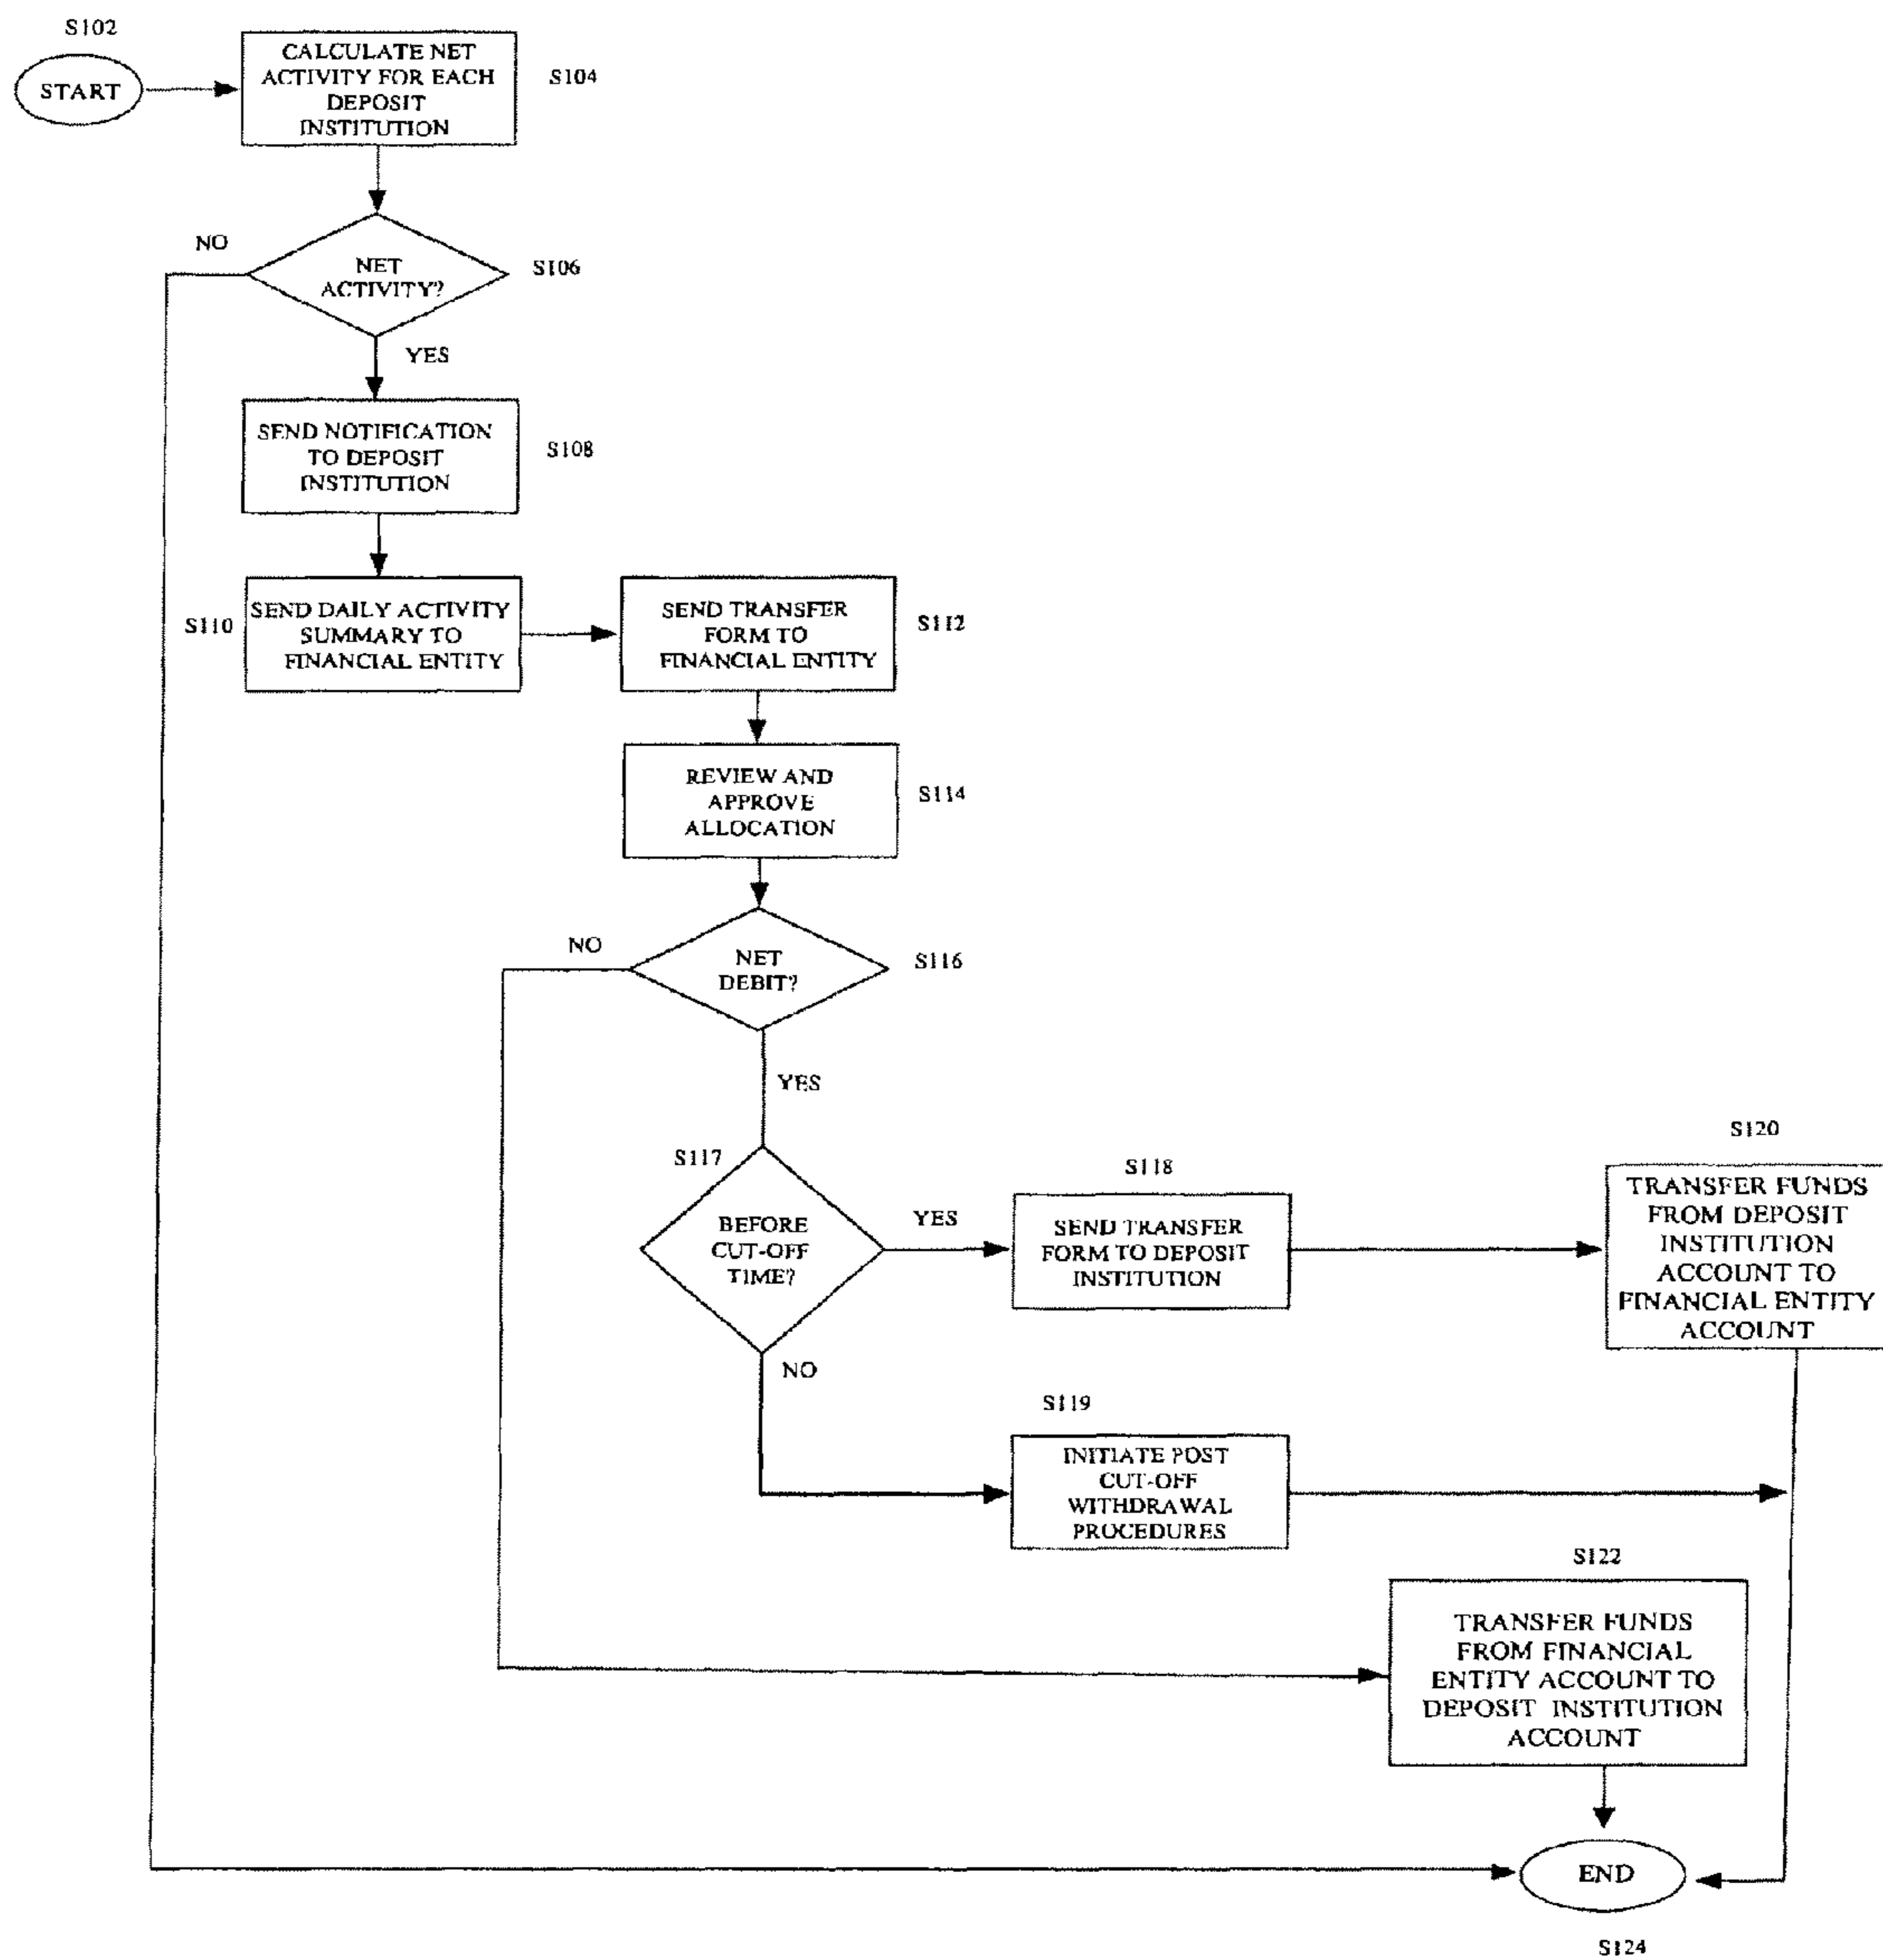 S102
START
CALCULATE NET
ACTIVITY FOR EACH
DEPOSIT
INSTITUTION
S104
NO
NET
ACTIVITY?
S106
YES
SEND NOTIFICATION
TO DEPOSIT
INSTITUTION
S108
S110
SEND DAILY ACTIVITY
SUMMARY TO
FINANCIAL ENTITY
SEND TRANSFER
FORM TO
FINANCIAL ENTITY
S112
REVIEW AND
APPROVE
ALLOCATION
S114
NO
NET
DEBIT?
S116
YES
S117
BEFORE
CUT-OFF
TIME?
YES
NO
S118
SEND TRANSFER
FORM TO DEPOSIT
INSTITUTION
S120
TRANSFER FUNDS
FROM DEPOSIT
INSTITUTION
ACCOUNT TO
FINANCIAL ENTITY
ACCOUNT
S119
INITIATE POST
CUT-OFF
WITHDRAWAL
PROCEDURES
S122
TRANSFER FUNDS
FROM FINANCIAL
ENTITY ACCOUNT TO
DEPOSIT INSTITUTION
ACCOUNT
END
S124